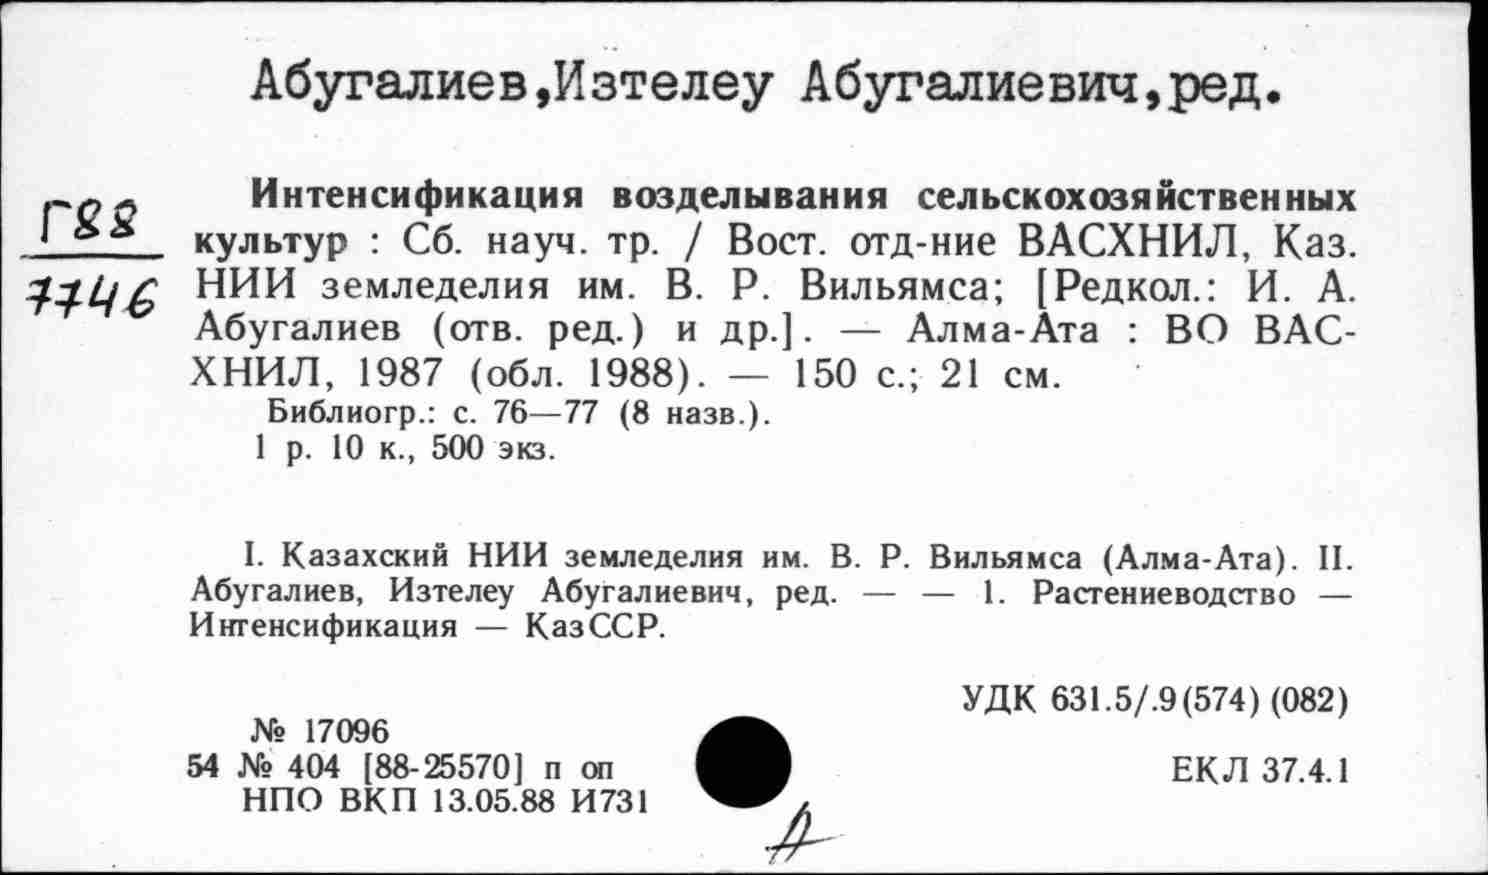 Абугалиев,Изтелеу Абугалиевич,ред.
Г88
7746
Интенсификация возделывания сельскохозяйственных
культур : Сб. науч. тр. / Вост. отд-ние ВАСХНИЛ, Каз.
НИИ земледелия им. В. Р. Вильямса; [Редкол.: И. А.
Абугалиев (отв. ред.) и др.]. — Алма-Ата : ВО ВАС-
ХНИЛ, 1987 (обл. 1988). — 150 с.; 21 см.
Библиогр.: с. 76—77 (8 назв.).
1 р. 10 к., 500 экз.
I. Казахский НИИ земледелия им. В. Р. Вильямса (Алма-Ата). II.
Абугалиев, Изтелеу Абугалиевич, ред. — — 1. Растениеводство —
Интенсификация — КазССР.
УДК 631.5/.9(574) (082)
№ 17096
54 № 404 [88-25570] п оп
ЕКЛ 37.4.1
НПО ВКП 13.05.88 И731